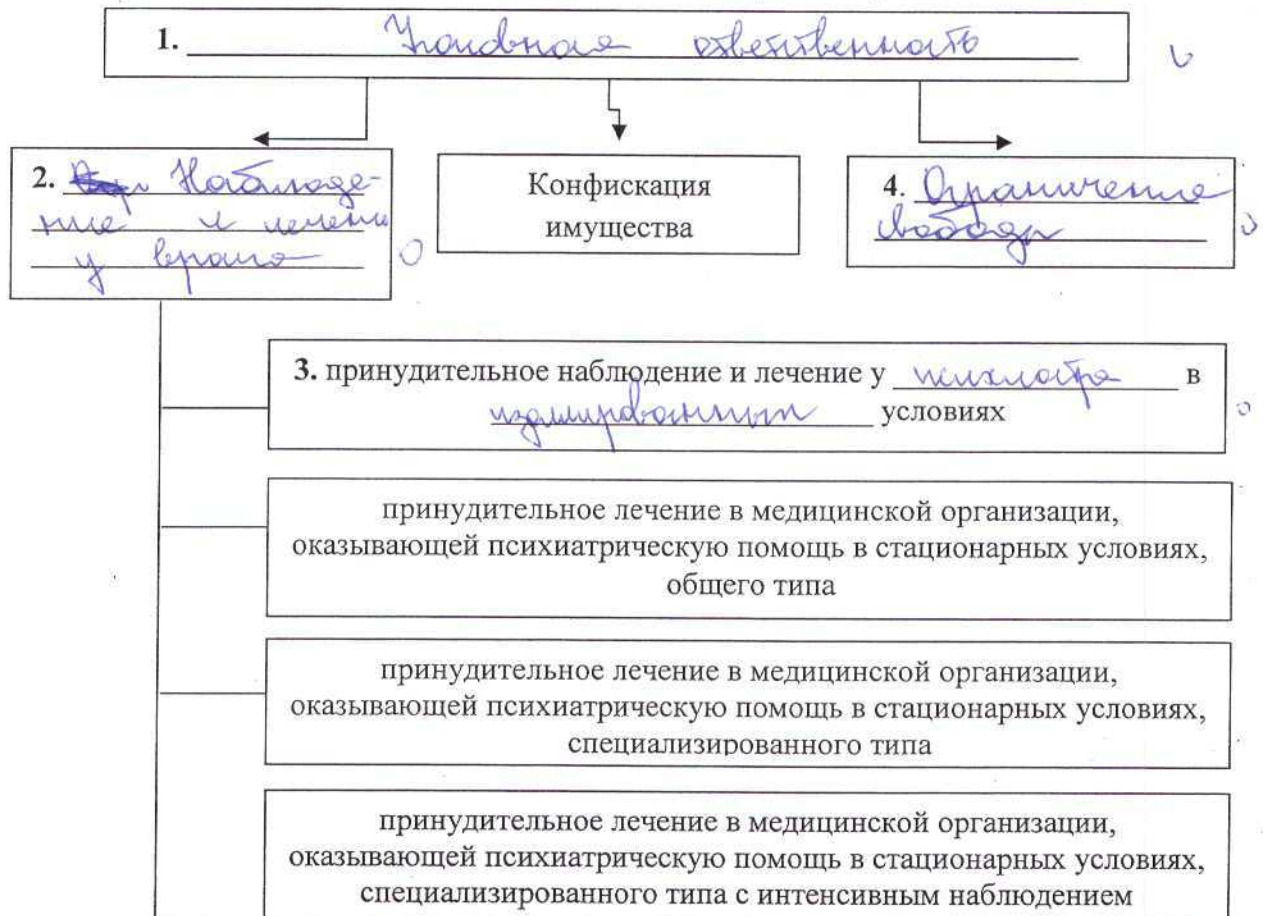 1. Уголовная ответственность
2. Наблюде-
ние и лечение
у врача
Конфискация
имущества
4. Ограничение
свободы
3. принудительное наблюдение и лечение у психиатра в
изолированных условиях
принудительное лечение в медицинской организации,
оказывающей психиатрическую помощь в стационарных условиях,
общего типа
принудительное лечение в медицинской организации,
оказывающей психиатрическую помощь в стационарных условиях,
специализированного типа
принудительное лечение в медицинской организации,
оказывающей психиатрическую помощь в стационарных условиях,
специализированного типа с интенсивным наблюдением